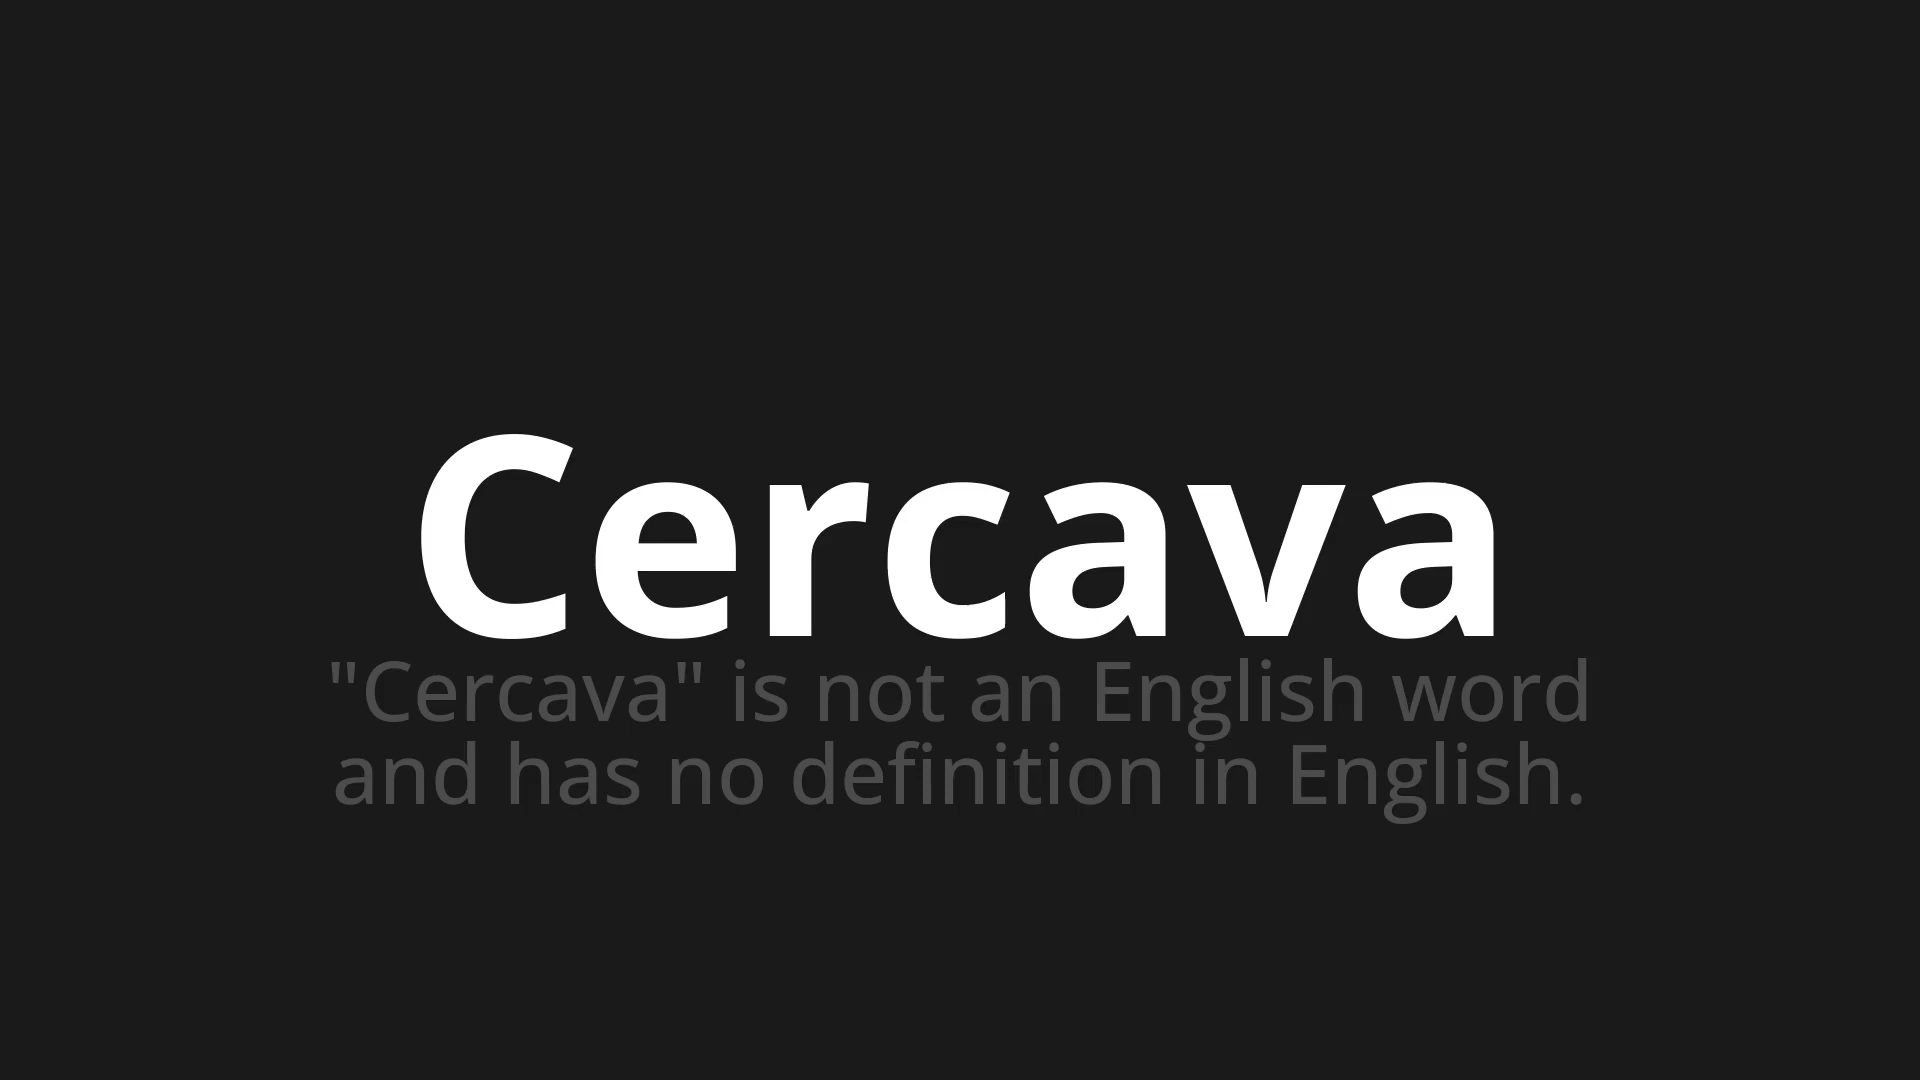 Cercava
"Cercava" is not an English word
and has no definition in English.